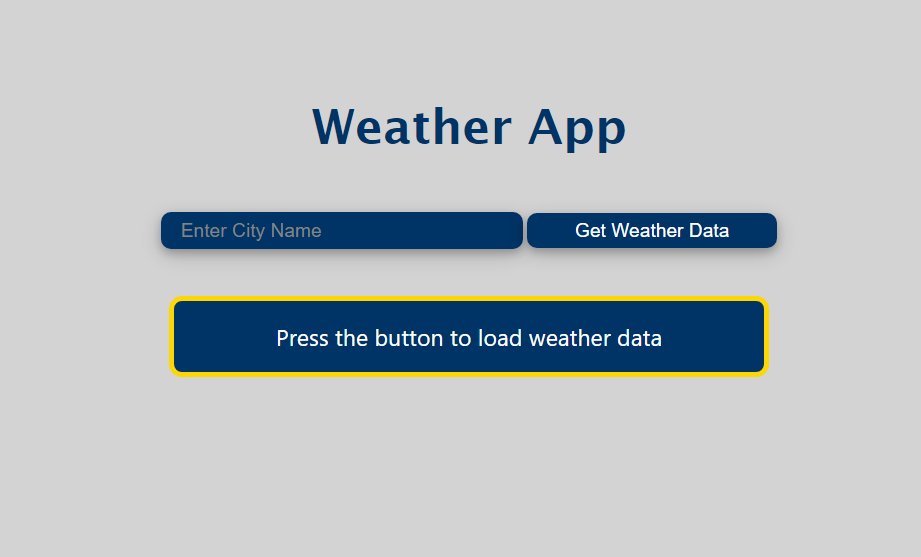 Weather App
Enter City Name Get Weather Data
Press the button to load weather data